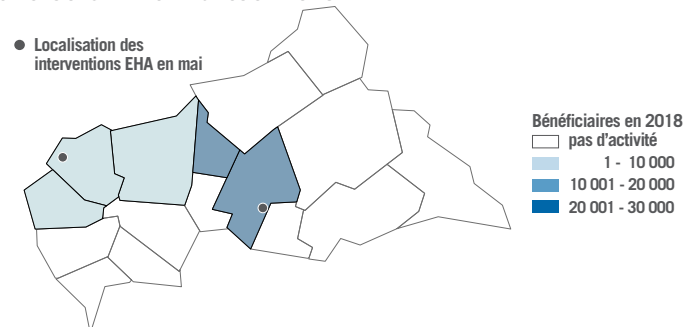 Localisation des
interventions EHA en mai
Bénéficiaires en 2018
pas d'activité
1 - 10 000
10 001 - 20 000
20 001 - 30 000